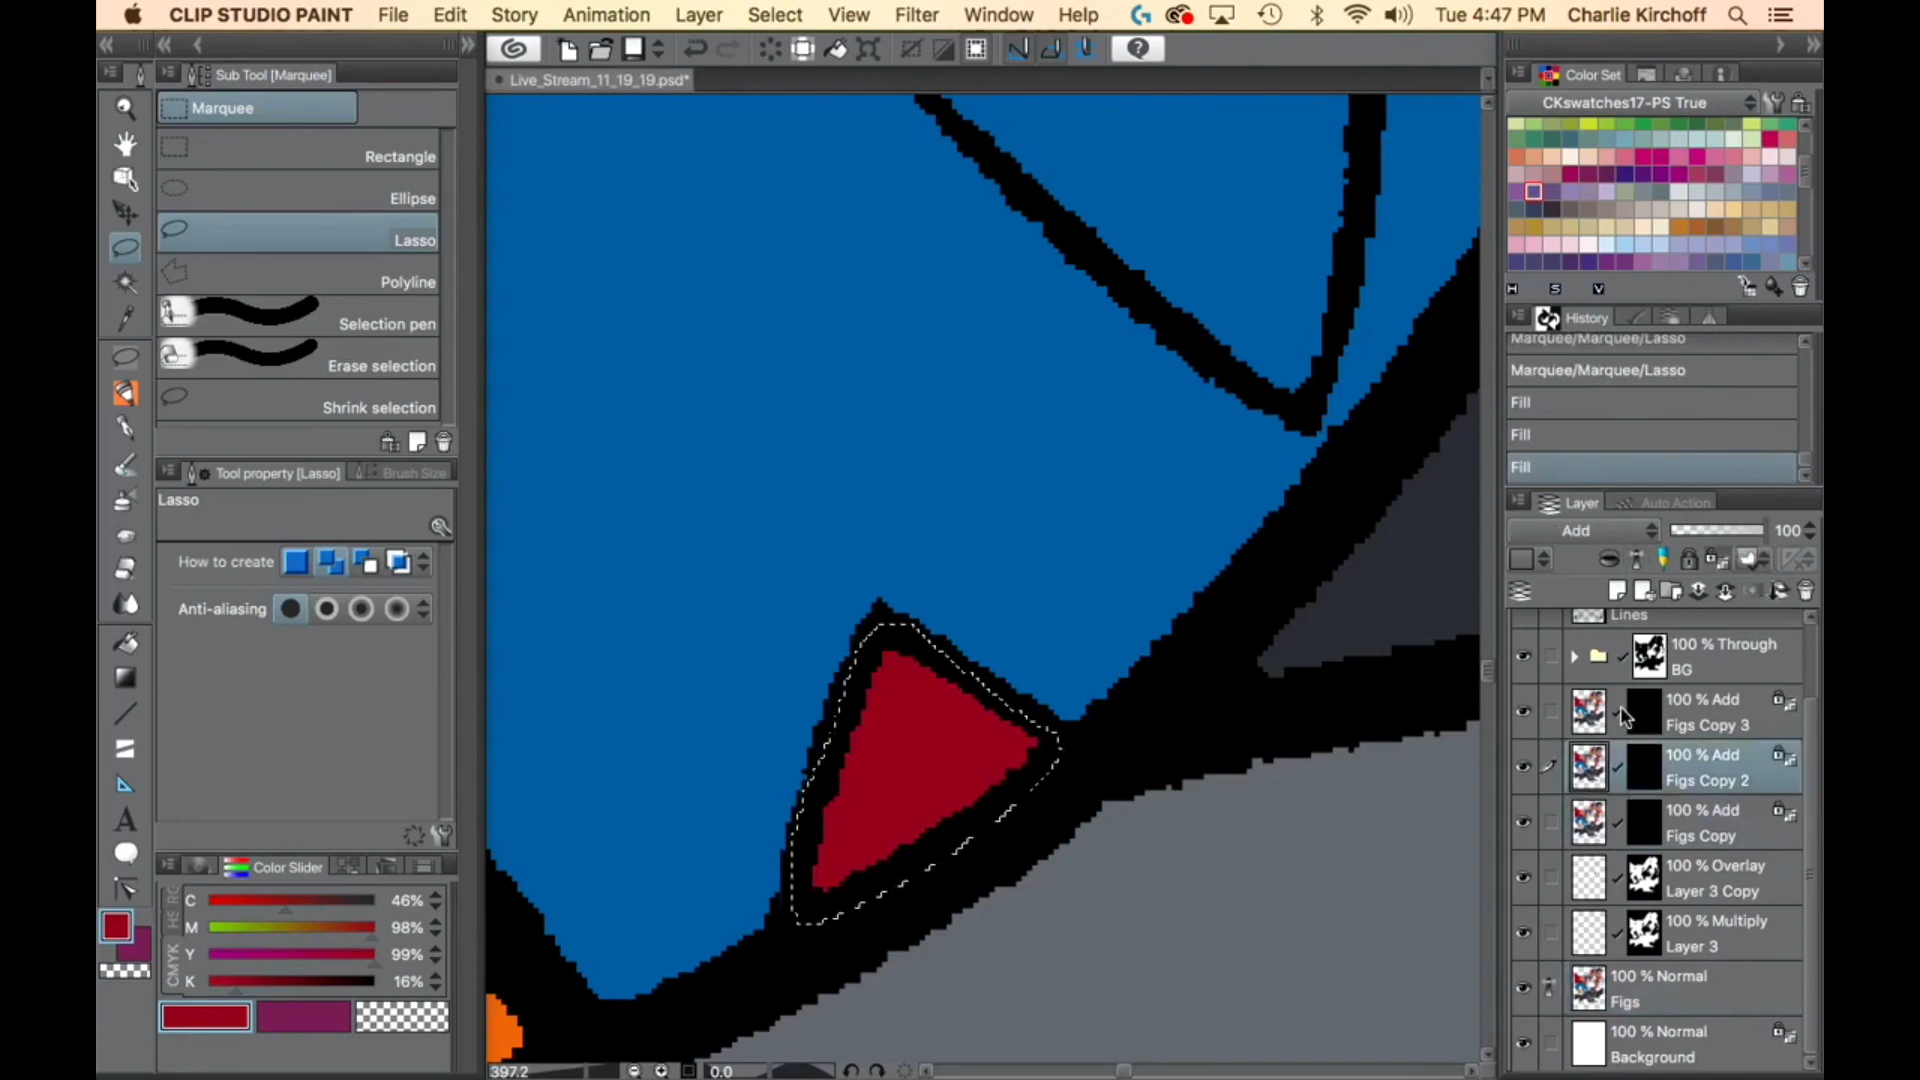 CLIP STUDIO PAINT File Edit Story Animation Layer Select View Filter Window Help Tue 4:47 PM Charlie Kirchoff
Sub Tool [Marquee]
Marquee
Rectangle
Ellipse
Lasso
Polyline
Selection pen
Erase selection
Shrink selection
Tool property [Lasso] Brush Size
Lasso
How to create
Anti-aliasing
Color Slider
C 46%
M 98%
Y 99%
K 16%
CMYK
Live_Stream_11_19_19.psd*
397.2 0.0
Color Set
CKswatches17-PS True
H S V
History
Marquee/Marquee/Lasso
Marquee/Marquee/Lasso
Fill
Fill
Fill
Layer Auto Action
Add 100
Lines
100 % Through
BG
100 % Add
Figs Copy 3
100 % Add
Figs Copy 2
100 % Add
Figs Copy
100 % Overlay
Layer 3 Copy
100 % Multiply
Layer 3
100 % Normal
Figs
100 % Normal
Background